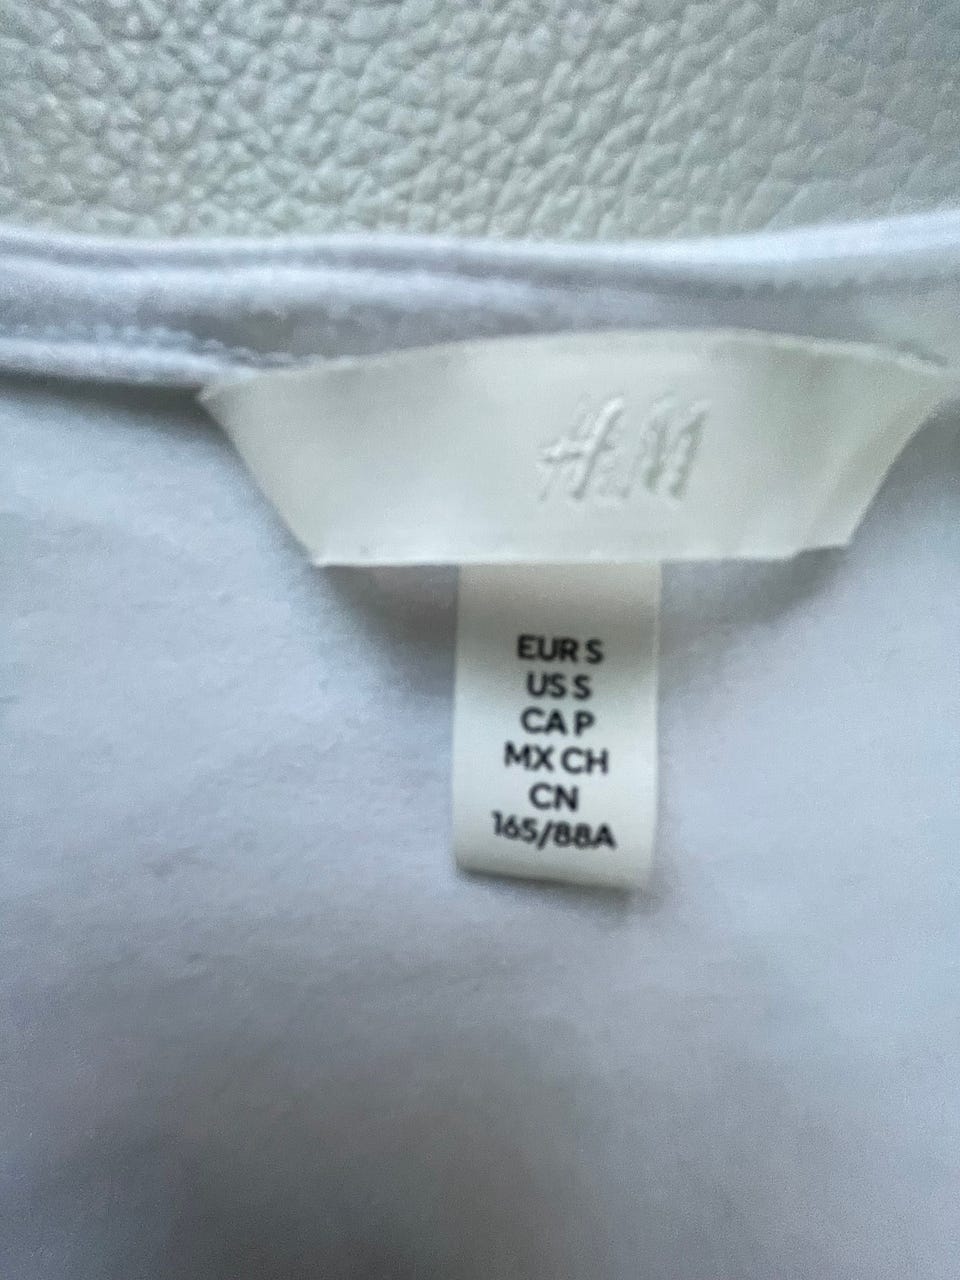 H&M
EUR S
US S
CA P
MX CH
CN
165/88A